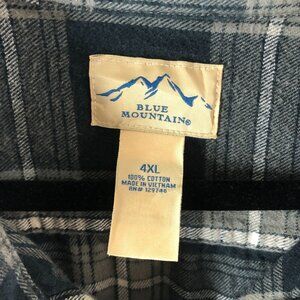 BLUE
MOUNTAIN®
4XL
100% COTTON
MADE IN VIETNAM
RN# 129746